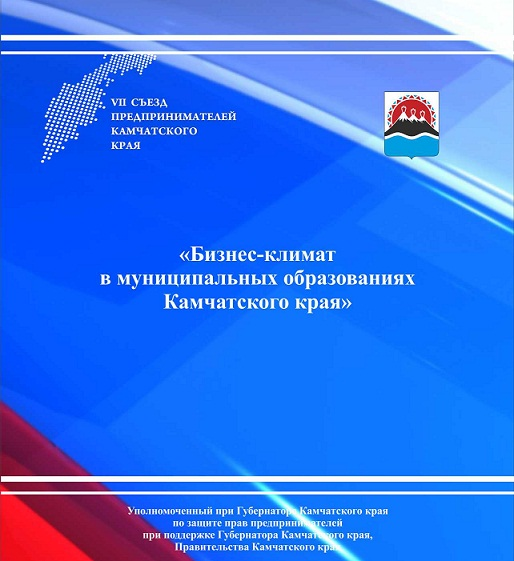 VII СЪЕЗД
ПРЕДПРИНИМАТЕЛЕЙ
КАМЧАТСКОГО
КРАЯ
«Бизнес-климат
в муниципальных образованиях
Камчатского края»
Уполномоченный при Губернаторе Камчатского края
по защите прав предпринимателей
при поддержке Губернатора Камчатского края,
Правительства Камчатского края